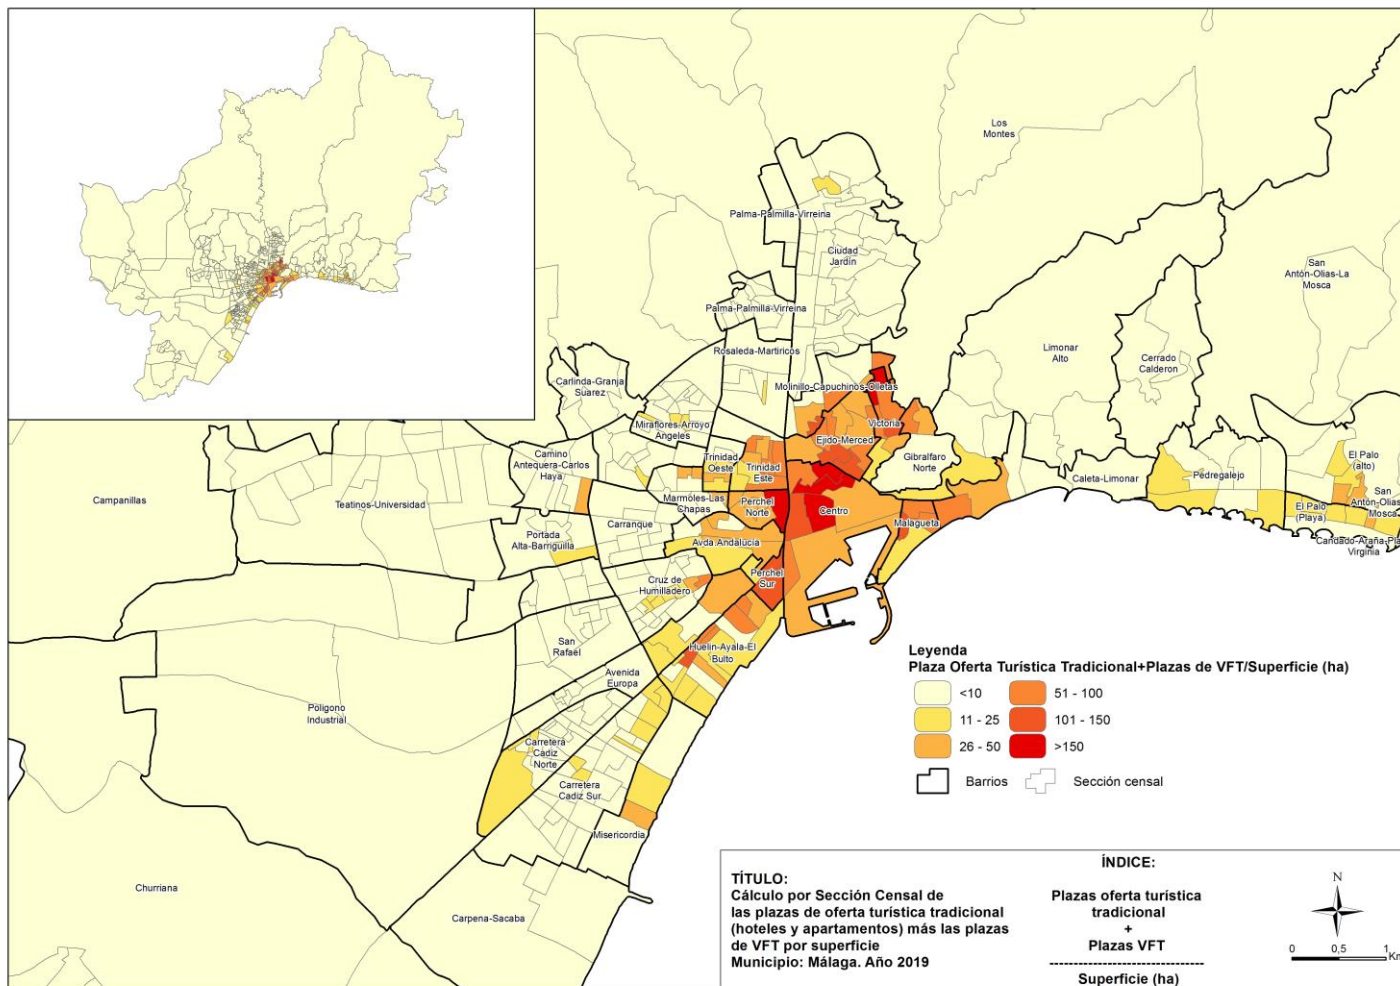 Los
Montes
Palma-Palmilla-Virreina
Ciudad
Jardin
San
Antón-Olias-La
Mosca
Palma-Palmilla-Virreina
Rosaleda-Martiricos
Limonar
Alto
Cerrado
Calderon
Carlinda-Granja
Suarez
Molinillo-Capuchinos-Olletas
Miraflores-Arroyo
Angeles
Victoria
Ejido-Merced
Camino
Antequera-Carlos
Haya
Trinidad
Oeste
Trinidad
Este
Gibralfaro
Norte
El Palo
(alto)
Campanillas
Teatinos-Universidad
Marmoles-Las
Chapas
Perchel
Norte
Centro
Caleta-Limonar
Pedregalejo
San
Antón-Olias-
Mosca
El Palo
(Playa)
Portada
Alta-Barriguilla
Carranque
Avda.Andalucia
Malagueta
Candado-Araña-Pla
Virginia
Cruz de
Humilladero
Perchel
Sur
San
Rafael
Huelin-Ayala-El
Bulto
Avenida
Europa
Poligono
Industrial
Carretera
Cadiz
Norte
Carretera
Cadiz Sur
Misericordia
Churriana
Carpena-Sacaba
Leyenda
Plaza Oferta Turística Tradicional+Plazas de VFT/Superficie (ha)
<10 51 - 100
11 - 25 101 - 150
26 - 50 >150
Barrios Sección censal
TÍTULO:
Cálculo por Sección Censal de
las plazas de oferta turística tradicional
(hoteles y apartamentos) más las plazas
de VFT por superficie
Municipio: Málaga. Año 2019
ÍNDICE:
Plazas oferta turística
tradicional
+
Plazas VFT
-------------------------------
Superficie (ha)
N
0 0,5 1
Km